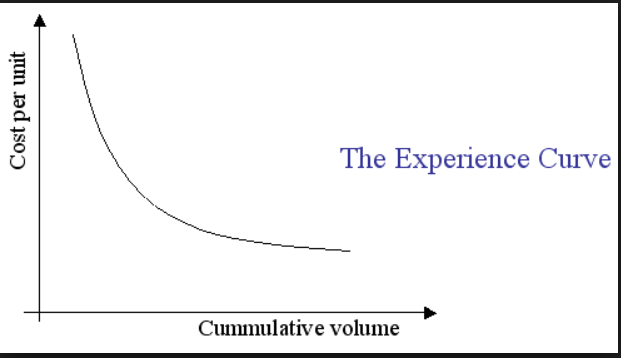 Cost per unit
The Experience Curve
Cummulative volume